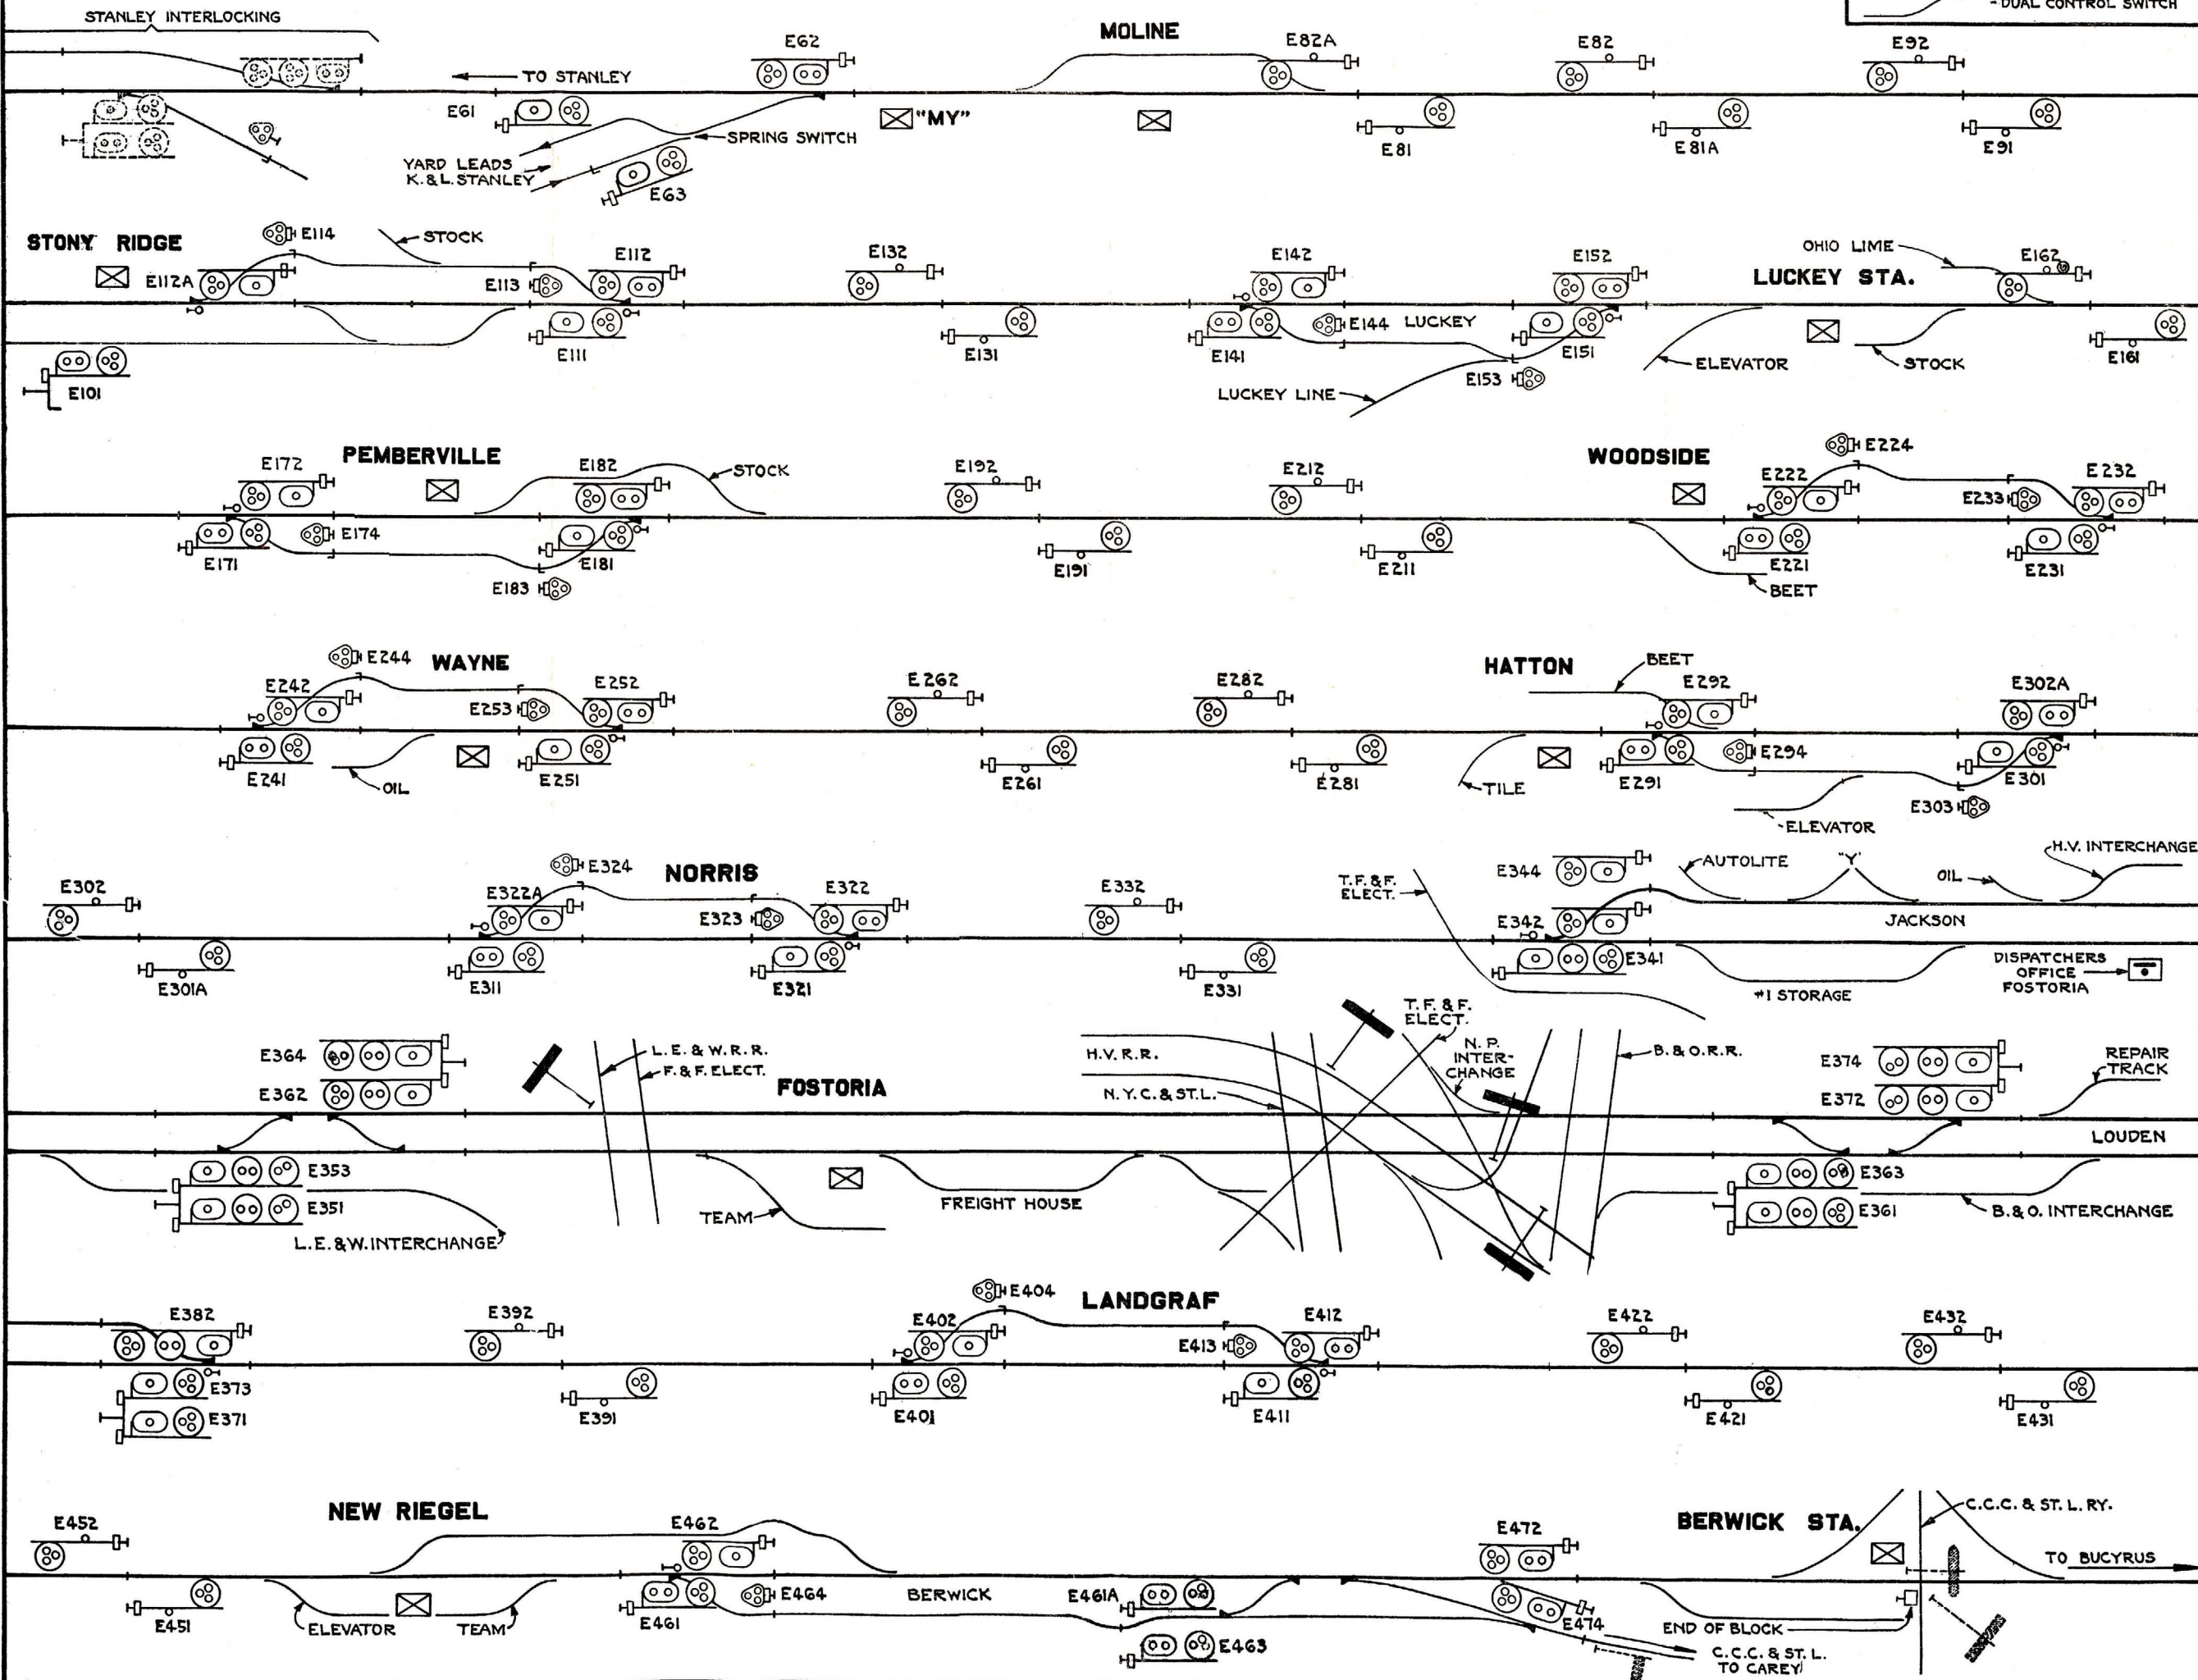 STANLEY INTERLOCKING
- DUAL CONTROL SWITCH
MOLINE
E62
E82A
E82
E92
TO STANLEY
E61
"MY"
SPRING SWITCH
E81
E81A
E91
YARD LEADS
K.&L. STANLEY
E63
STONY RIDGE
E114
STOCK
E112A
E113
E112
E132
E142
E152
OHIO LIME
E162
LUCKEY STA.
E111
E131
E141
E144
LUCKEY
E151
E161
E101
LUCKEY LINE
E153
ELEVATOR
STOCK
PEMBERVILLE
E172
E182
STOCK
E192
E212
WOODSIDE
E224
E222
E233
E232
E171
E174
E181
E183
E191
E211
E221
BEET
E231
E244
WAYNE
E242
E253
E252
E262
E282
HATTON
BEET
E292
E302A
E241
OIL
E251
E261
E281
TILE
E291
E294
E301
E303
ELEVATOR
E302
E324
NORRIS
E322A
E323
E322
E332
T.F.&F.
ELECT.
E344
E342
AUTOLITE
"Y"
OIL
H.V. INTERCHANGE
JACKSON
E301A
E311
E321
E331
E341
#1 STORAGE
DISPATCHERS
OFFICE
FOSTORIA
E364
E362
L.E.&W.R.R.
F.&F. ELECT.
FOSTORIA
H.V.R.R.
N.Y.C.&ST.L.
T.F.&F.
ELECT.
N.P.
INTER-
CHANGE
B.&O.R.R.
E374
E372
REPAIR
TRACK
LOUDEN
E353
E351
L.E.&W. INTERCHANGE
TEAM
FREIGHT HOUSE
E363
E361
B.&O. INTERCHANGE
E382
E392
E404
E402
LANDGRAF
E413
E412
E422
E432
E373
E371
E391
E401
E411
E421
E431
E452
NEW RIEGEL
E462
E472
BERWICK STA.
C.C.C. & ST. L. RY.
TO BUCYRUS
E451
ELEVATOR
TEAM
E461
E464
BERWICK
E461A
E463
E474
END OF BLOCK
C.C.C. & ST. L.
TO CAREY